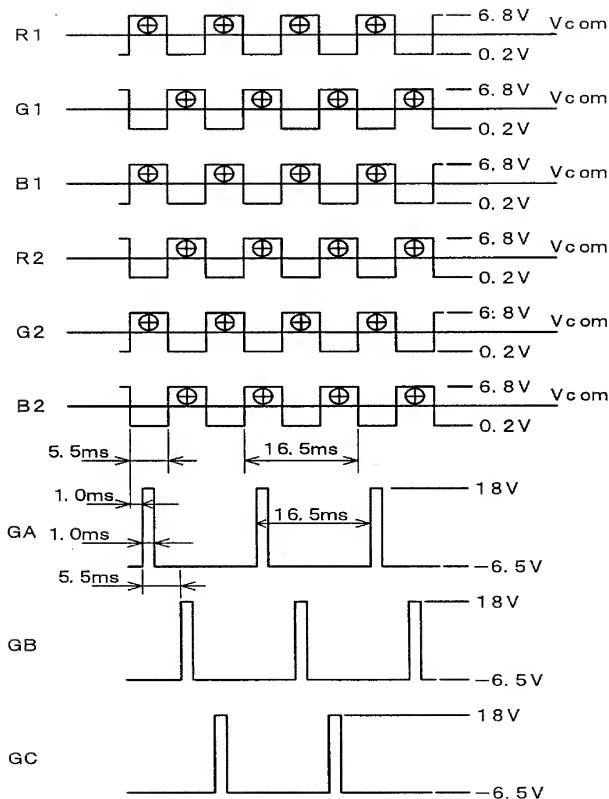 R1 ⊕ ⊕ ⊕ ⊕ 6.8V Vcom
0.2V
G1 ⊕ ⊕ ⊕ ⊕ 6.8V Vcom
0.2V
B1 ⊕ ⊕ ⊕ ⊕ 6.8V Vcom
0.2V
R2 ⊕ ⊕ ⊕ ⊕ 6.8V Vcom
0.2V
G2 ⊕ ⊕ ⊕ ⊕ 6.8V Vcom
0.2V
B2 ⊕ ⊕ ⊕ ⊕ 6.8V Vcom
0.2V
5.5ms 16.5ms
1.0ms 18V
GA 1.0ms 16.5ms
5.5ms -6.5V
18V
GB
-6.5V
18V
GC
-6.5V